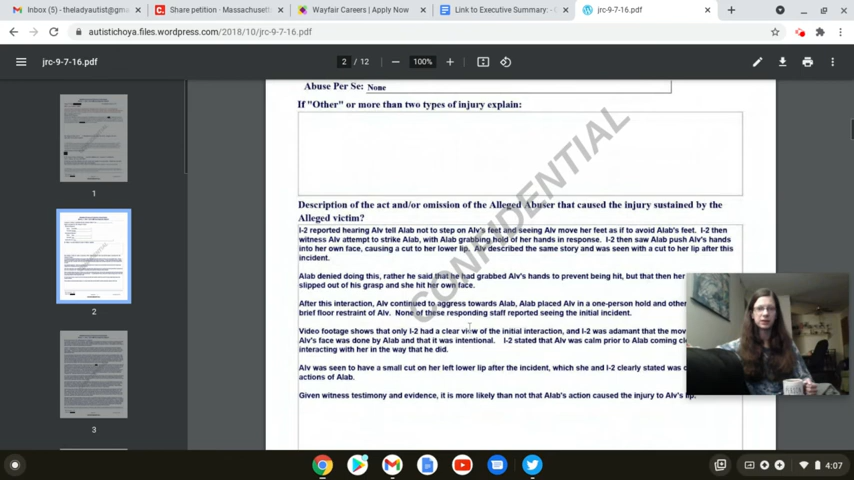 Inbox (5) - theladyautist@gma
Share petition · Massachusett
Wayfair Careers | Apply Now
Link to Executive Summary: - G
jrc-9-7-16.pdf
autistichoya.files.wordpress.com/2018/10/jrc-9-7-16.pdf
jrc-9-7-16.pdf
2 / 12
100%
1
2
3
Abuse Per Se: None
If "Other" or more than two types of injury explain:
CONFIDENTIAL
Description of the act and/or omission of the Alleged Abuser that caused the injury sustained by the
Alleged victim?
I-2 reported hearing Alv tell Alab not to step on Alv's feet and seeing Alv move her feet as if to avoid Alab's feet. I-2 then
witness Alv attempt to strike Alab, with Alab grabbing hold of her hands in response. I-2 then saw Alab push Alv's hands
into her own face, causing a cut to her lower lip. Alv described the same story and was seen with a cut to her lip after this
incident.
Alab denied doing this, rather he said that he had grabbed Alv's hands to prevent being hit, but that then her
slipped out of his grasp and she hit her own face.
After this interaction, Alv continued to aggress towards Alab, Alab placed Alv in a one-person hold and other
brief floor restraint of Alv. None of these responding staff reported seeing the initial incident.
Video footage shows that only I-2 had a clear view of the initial interaction, and I-2 was adamant that the mov
Alv's face was done by Alab and that it was intentional. I-2 stated that Alv was calm prior to Alab coming cl
interacting with her in the way that he did.
Alv was seen to have a small cut on her left lower lip after the incident, which she and I-2 clearly stated was c
actions of Alab.
Given witness testimony and evidence, it is more likely than not that Alab's action caused the injury to Alv's lip.
4:07